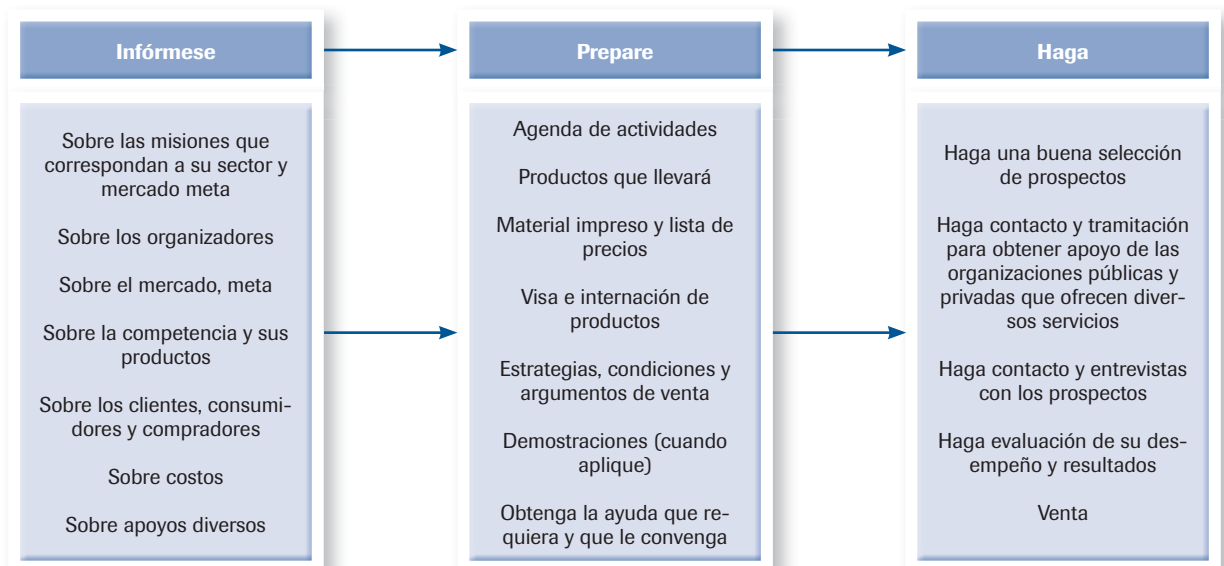 Infórmese
Sobre las misiones que
correspondan a su sector y
mercado meta
Sobre los organizadores
Sobre el mercado, meta
Sobre la competencia y sus
productos
Sobre los clientes, consumi-
dores y compradores
Sobre costos
Sobre apoyos diversos
Prepare
Agenda de actividades
Productos que llevará
Material impreso y lista de
precios
Visa e internación de
productos
Estrategias, condiciones y
argumentos de venta
Demostraciones (cuando
aplique)
Obtenga la ayuda que re-
quiera y que le convenga
Haga
Haga una buena selección
de prospectos
Haga contacto y tramitación
para obtener apoyo de las
organizaciones públicas y
privadas que ofrecen diver-
sos servicios
Haga contacto y entrevistas
con los prospectos
Haga evaluación de su des-
empeño y resultados
Venta